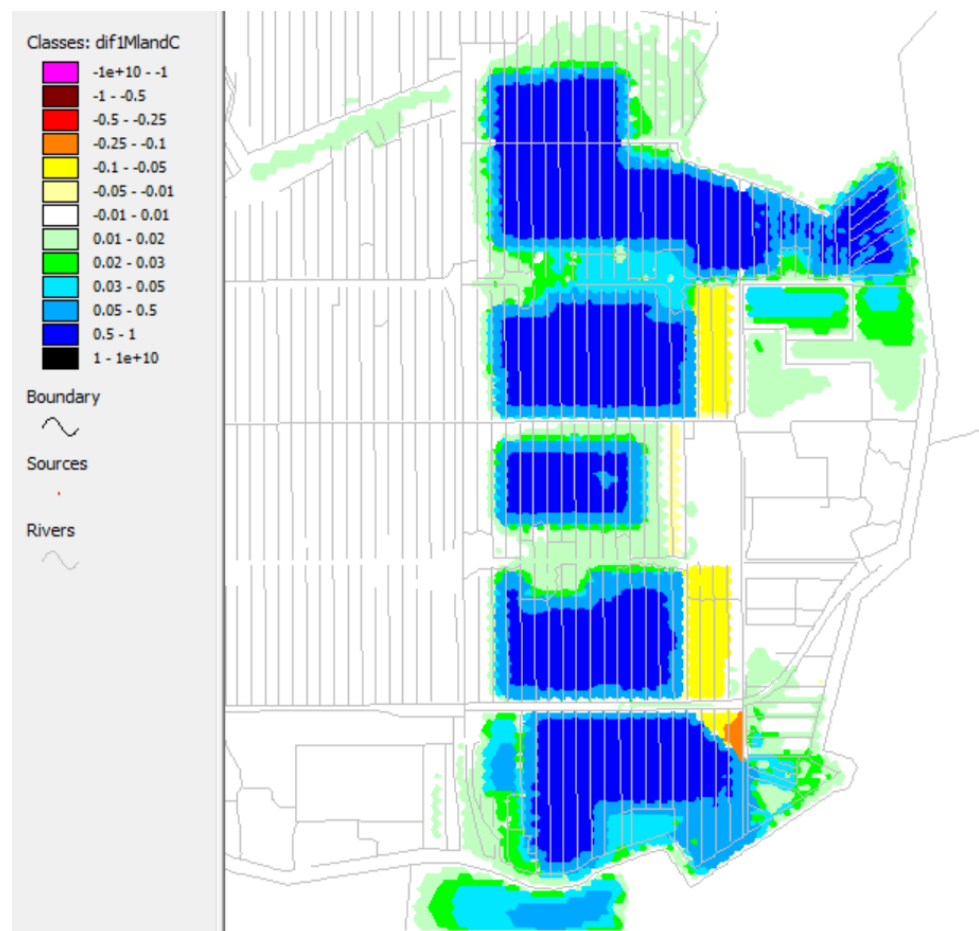 Classes: dif1MlandC
-1e+10 - -1
-1 - -0.5
-0.5 - -0.25
-0.25 - -0.1
-0.1 - -0.05
-0.05 - -0.01
-0.01 - 0.01
0.01 - 0.02
0.02 - 0.03
0.03 - 0.05
0.05 - 0.5
0.5 - 1
1 - 1e+10
Boundary
Sources
Rivers